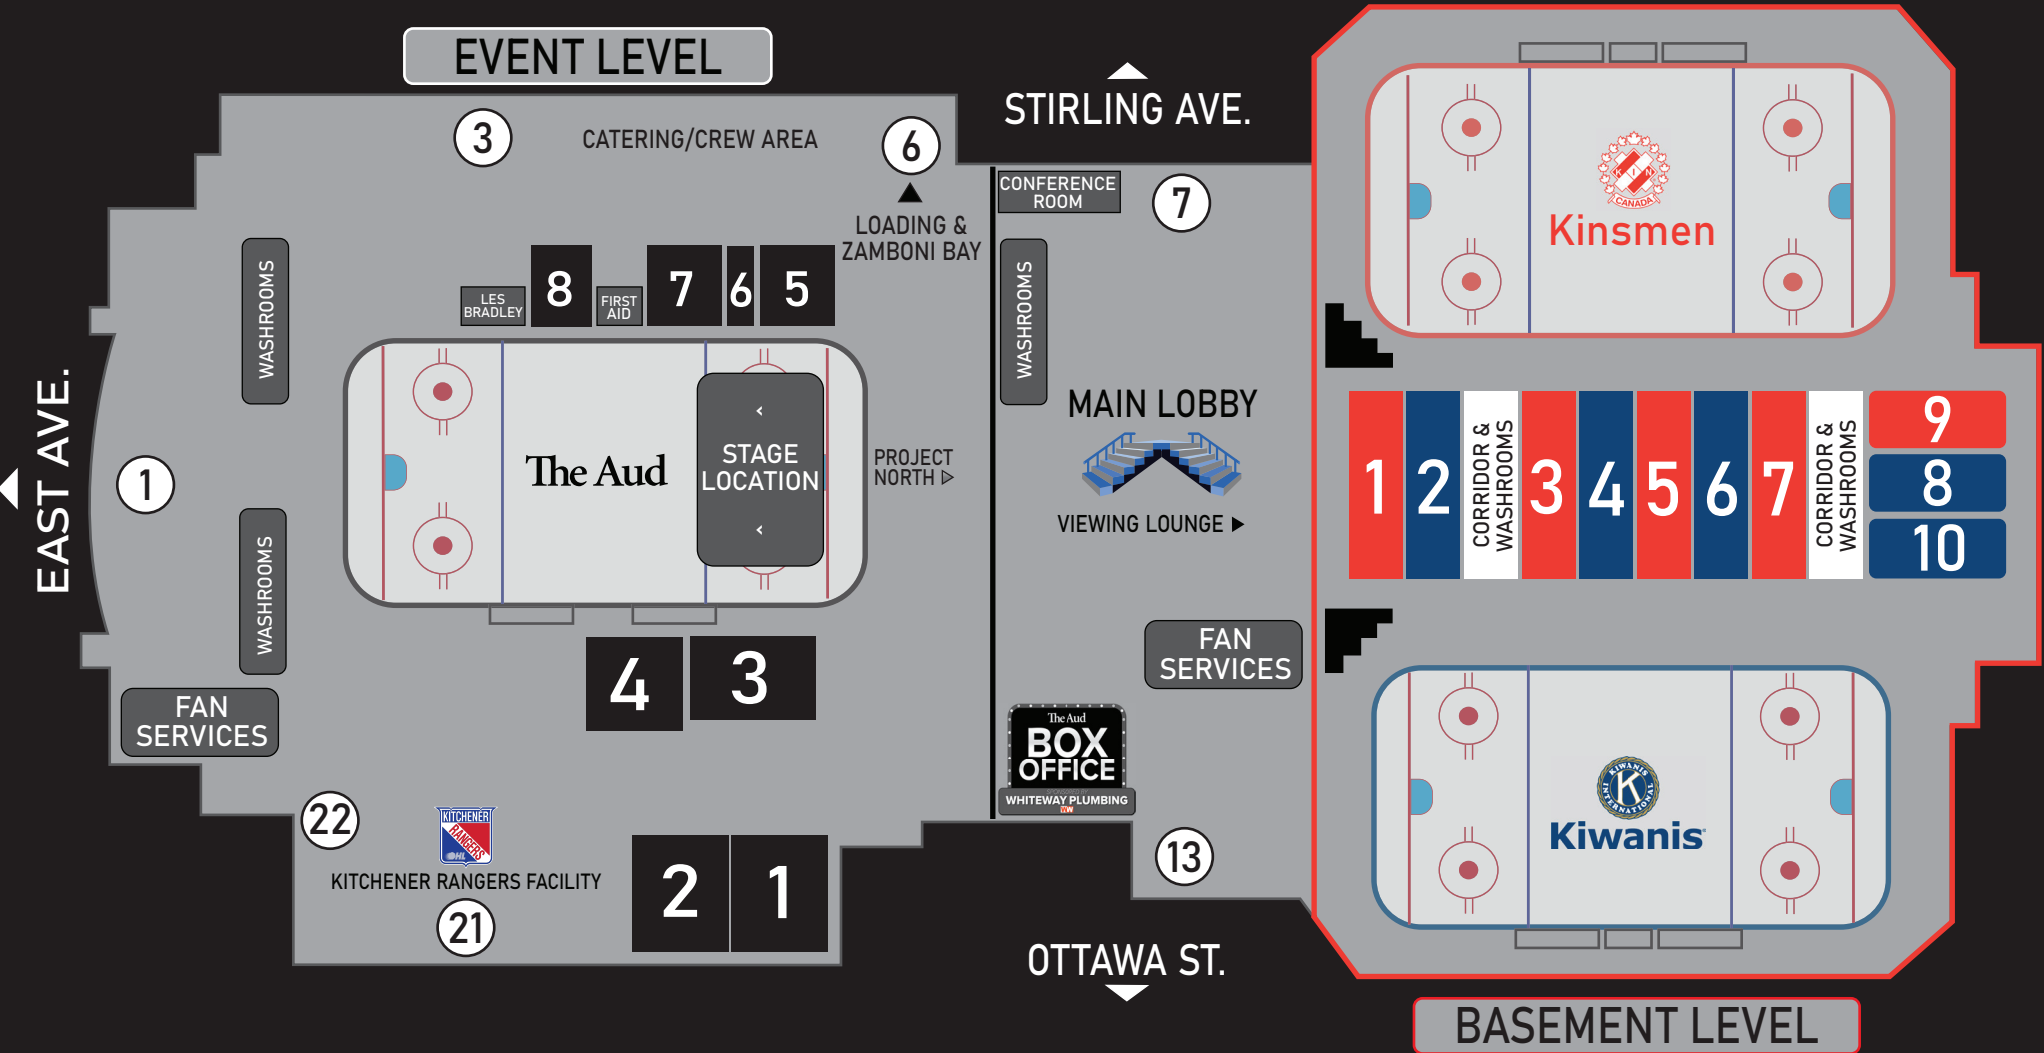 EVENT LEVEL
STIRLING AVE.
3
CATERING/CREW AREA
6
LOADING &
ZAMBONI BAY
CONFERENCE
ROOM
7
KIN
CANADA
Kinsmen
WASHROOMS
LES
BRADLEY
8
FIRST
AID
7
6
5
WASHROOMS
EAST AVE.
1
The Aud
STAGE
LOCATION
PROJECT
NORTH
MAIN LOBBY
VIEWING LOUNGE
1
2
CORRIDOR &
WASHROOMS
3
4
5
6
7
CORRIDOR &
WASHROOMS
9
8
10
WASHROOMS
FAN
SERVICES
4
3
FAN
SERVICES
The Aud
BOX
OFFICE
WHITEWAY PLUMBING
KIWANIS
INTERNATIONAL
K
Kiwanis
22
KITCHENER
RANGERS
OHL
KITCHENER RANGERS FACILITY
21
2
1
13
OTTAWA ST.
BASEMENT LEVEL